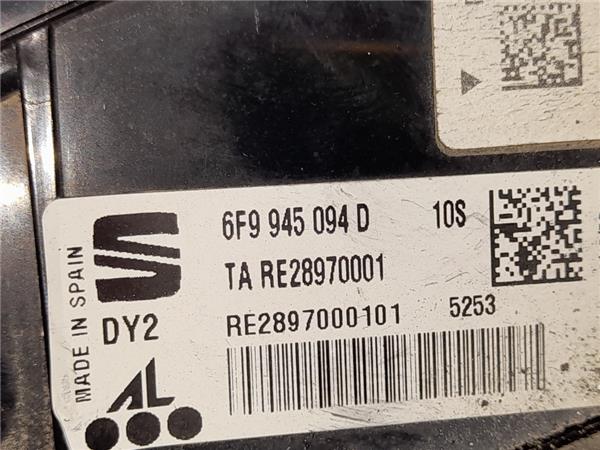 6F9 945 094 D 10S
TA RE28970001
RE2897000101 5253
MADE IN SPAIN
DY2
AL